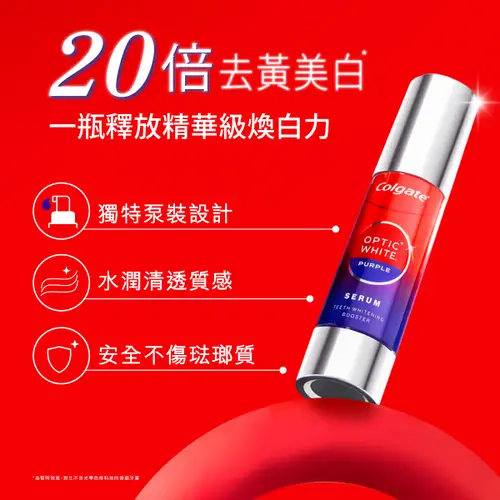 20倍去黃美白*
一瓶釋放精華級煥白力
獨特泵裝設計
水潤清透質感
安全不傷琺瑯質
Colgate
OPTIC
WHITE
PURPLE
SERUM
TEETH WHITENING
BOOSTER